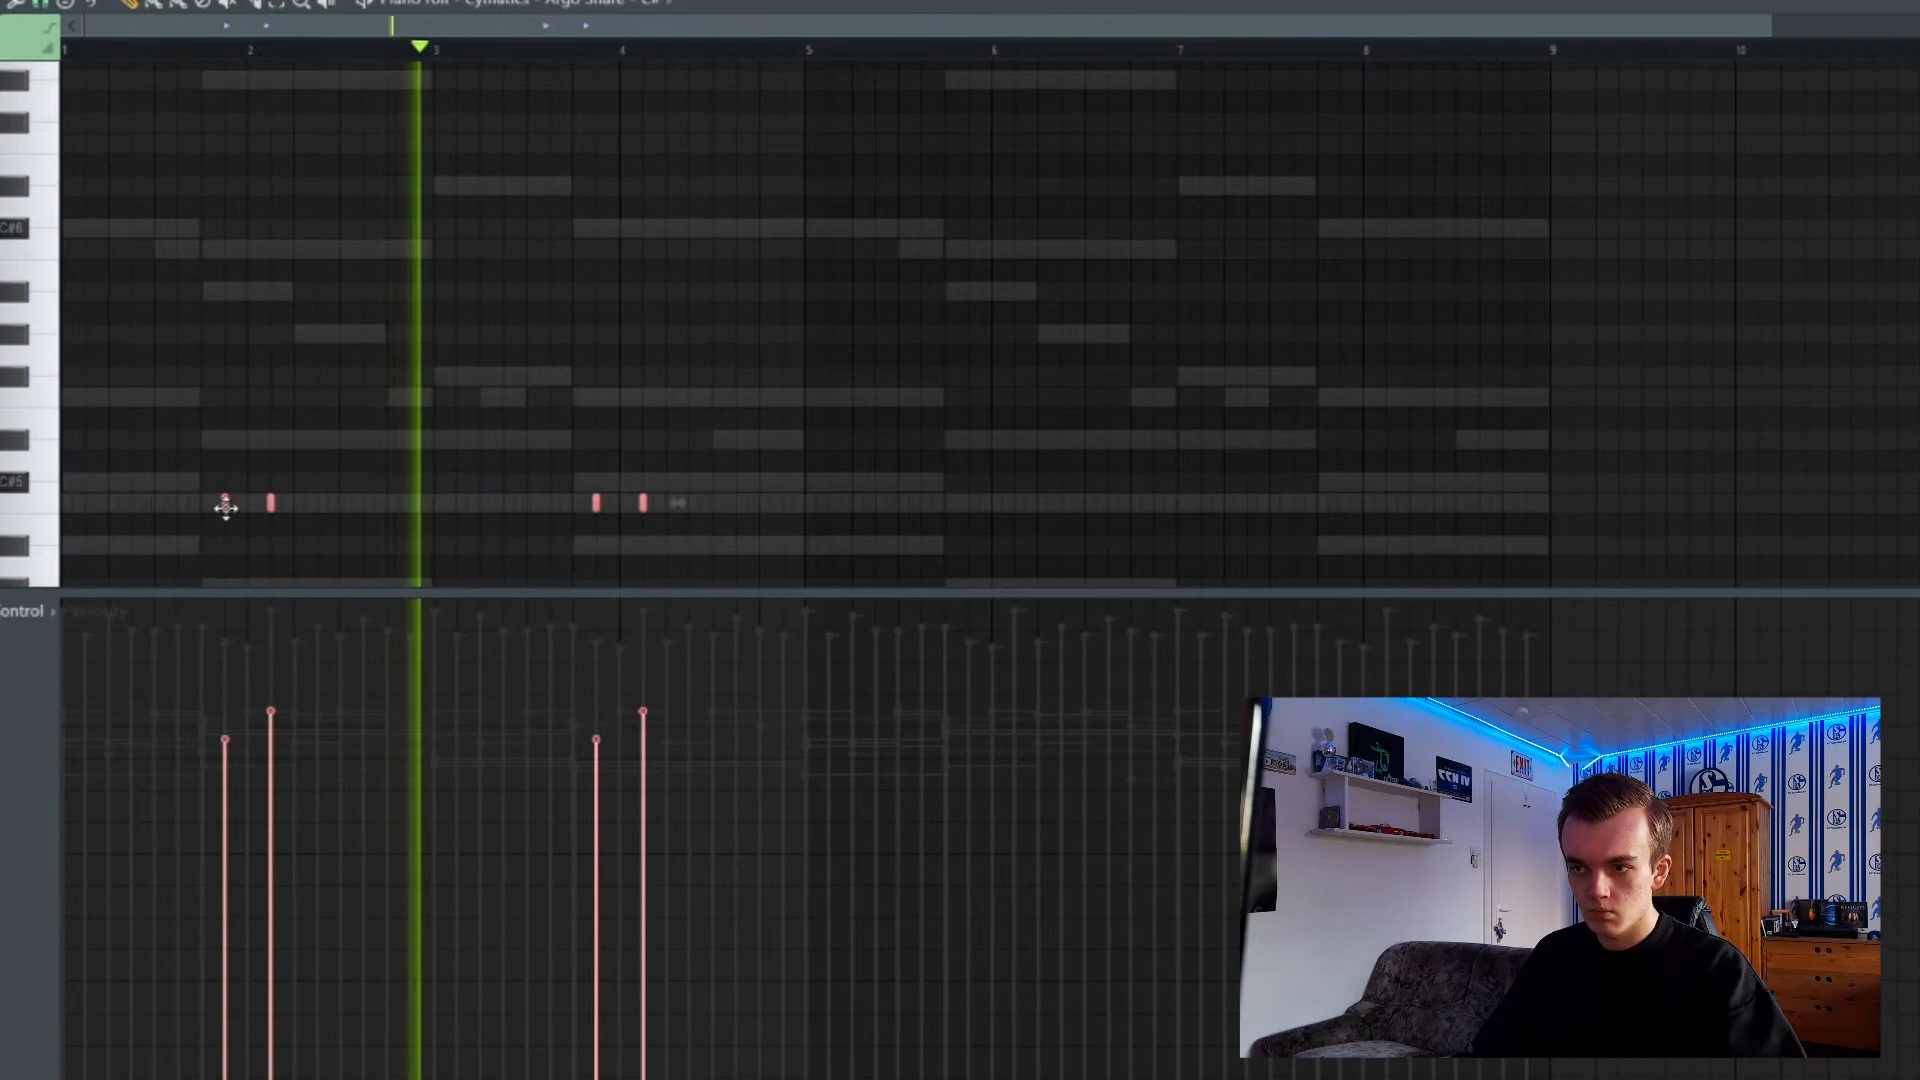 Piano roll - Cymatics - Argo Snare - C#
1 2 3 4 5 6 7 8 9 10
C#6
C#5
ontrol
Velocity
EXIT